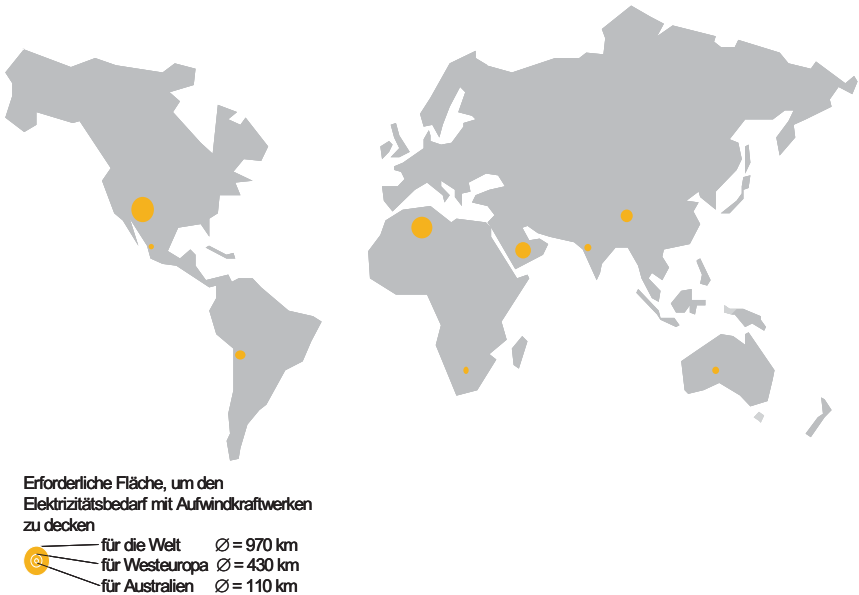 Erforderliche Fläche, um den
Elektrizitätsbedarf mit Aufwindkraftwerken
zu decken
für die Welt ∅ = 970 km
für Westeuropa ∅ = 430 km
für Australien ∅ = 110 km